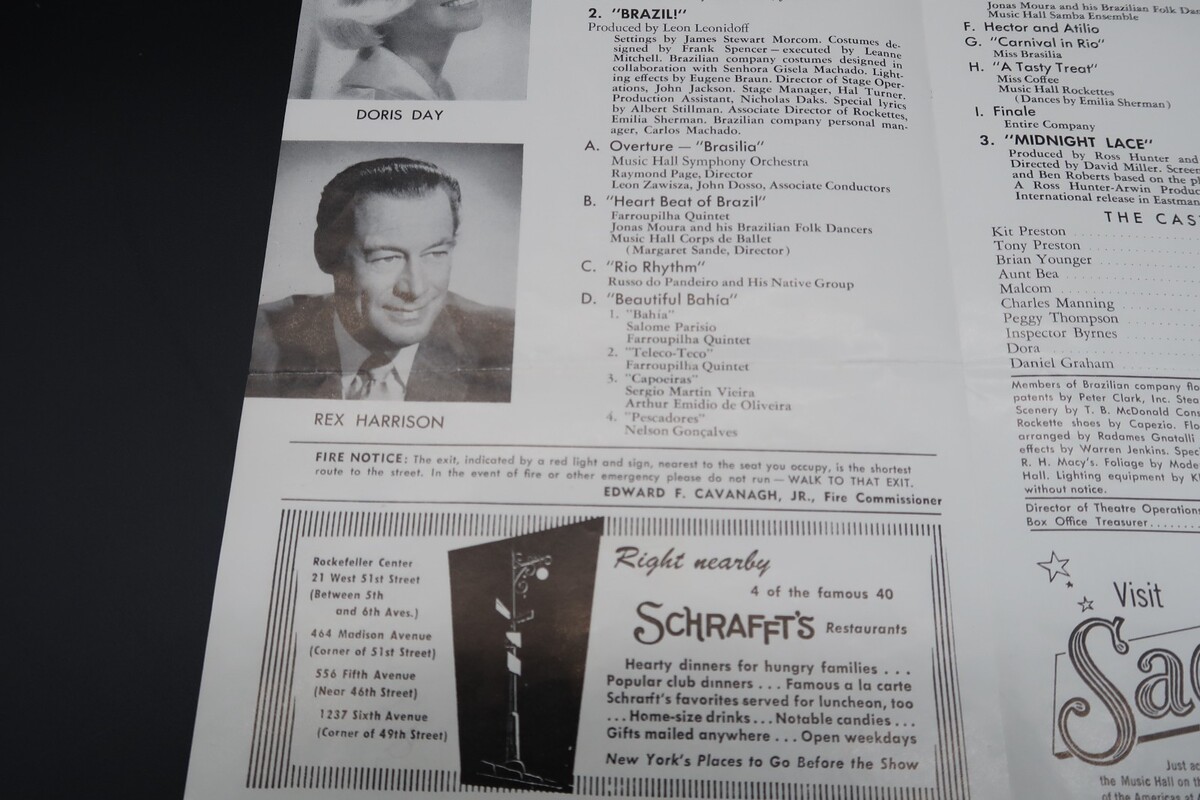 DORIS DAY
REX HARRISON
2. "BRAZIL!"
Produced by Leon Leonidoff
Settings by James Stewart Morcom. Costumes de-
signed by Frank Spencer — executed by Leanne
Mitchell. Brazilian company costumes designed in
collaboration with Senhora Gisela Machado. Light-
ing effects by Eugene Braun. Director of Stage Oper-
ations, John Jackson. Stage Manager, Hal Turner.
Production Assistant, Nicholas Daks. Special lyrics
by Albert Stillman. Associate Director of Rockettes,
Emilia Sherman. Brazilian company personal man-
ager, Carlos Machado.
A. Overture — "Brasilia"
Music Hall Symphony Orchestra
Raymond Page, Director
Leon Zawisza, John Dosso, Associate Conductors
B. "Heart Beat of Brazil"
Farroupilha Quintet
Jonas Moura and his Brazilian Folk Dancers
Music Hall Corps de Ballet
(Margaret Sande, Director)
C. "Rio Rhythm"
Russo do Pandeiro and His Native Group
D. "Beautiful Bahía"
1. "Bahía"
Salome Parisio
Farroupilha Quintet
2. "Teleco-Teco"
Farroupilha Quintet
3. "Capoeiras"
Sergio Martin Vieira
Arthur Emidio de Oliveira
4. "Pescadores"
Nelson Gonçalves
FIRE NOTICE: The exit, indicated by a red light and sign, nearest to the seat you occupy, is the shortest
route to the street. In the event of fire or other emergency please do not run — WALK TO THAT EXIT.
EDWARD F. CAVANAGH, JR., Fire Commissioner
Rockefeller Center
21 West 51st Street
(Between 5th
and 6th Aves.)
464 Madison Avenue
(Corner of 51st Street)
556 Fifth Avenue
(Near 46th Street)
1237 Sixth Avenue
(Corner of 49th Street)
Right nearby
4 of the famous 40
SCHRAFFT'S Restaurants
Hearty dinners for hungry families . . .
Popular club dinners . . . Famous a la carte
Schrafft's favorites served for luncheon, too
. . . Home-size drinks . . . Notable candies . . .
Gifts mailed anywhere . . . Open weekdays
New York's Places to Go Before the Show
Jonas Moura and his Brazilian Folk Dan
Music Hall Samba Ensemble
F. Hector and Atilio
G. "Carnival in Rio"
Miss Brasilia
H. "A Tasty Treat"
Miss Coffee
Music Hall Rockettes
(Dances by Emilia Sherman)
I. Finale
Entire Company
3. "MIDNIGHT LACE"
Produced by Ross Hunter and
Directed by David Miller. Screen
and Ben Roberts based on the pl
A Ross Hunter-Arwin Produc
International release in Eastman
THE CAS
Kit Preston
Tony Preston
Brian Younger
Aunt Bea
Malcom
Charles Manning
Peggy Thompson
Inspector Byrnes
Dora
Daniel Graham
Members of Brazilian company flo
patents by Peter Clark, Inc. Stea
Scenery by T. B. McDonald Cons
Rockette shoes by Capezio. Flo
arranged by Radames Gnatalli
effects by Warren Jenkins. Spec
R. H. Macy's. Foliage by Mode
Hall. Lighting equipment by Kl
without notice.
Director of Theatre Operations
Box Office Treasurer
Visit
Sac
Just ac
the Music Hall on th
of the Americas at